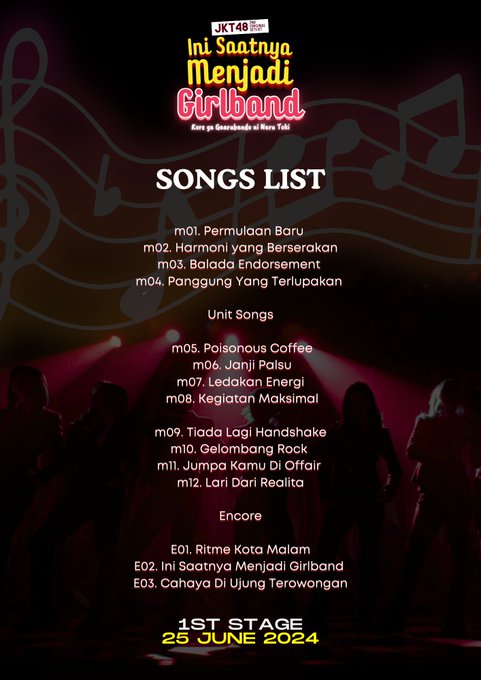 JKT48 2ND ORIGINAL SETLIST
Ini Saatnya
Menjadi
Girlband
Kore ga Gaarubando ni Naru Toki
SONGS LIST
m01. Permulaan Baru
m02. Harmoni yang Berserakan
m03. Balada Endorsement
m04. Panggung Yang Terlupakan
Unit Songs
m05. Poisonous Coffee
m06. Janji Palsu
m07. Ledakan Energi
m08. Kegiatan Maksimal
m09. Tiada Lagi Handshake
m10. Gelombang Rock
m11. Jumpa Kamu Di Offair
m12. Lari Dari Realita
Encore
E01. Ritme Kota Malam
E02. Ini Saatnya Menjadi Girlband
E03. Cahaya Di Ujung Terowongan
1ST STAGE
25 JUNE 2024